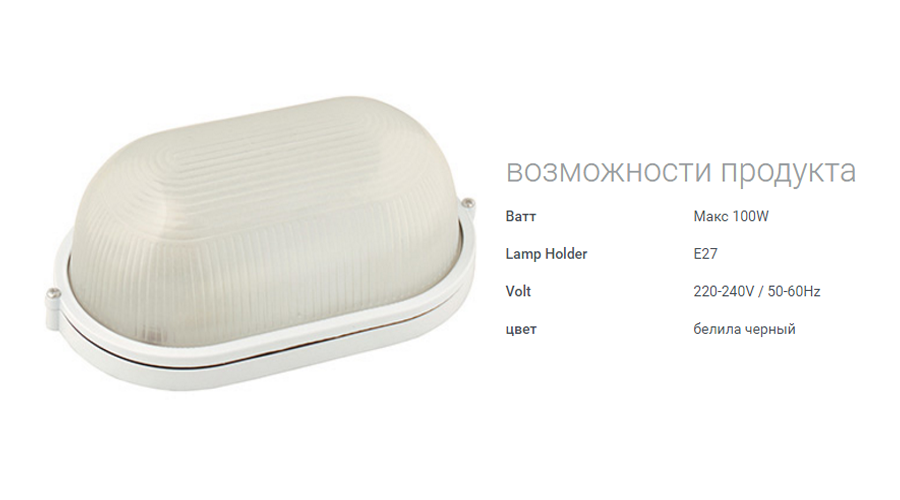 возможности продукта
Ватт Макс 100W
Lamp Holder E27
Volt 220-240V / 50-60Hz
цвет белила черный